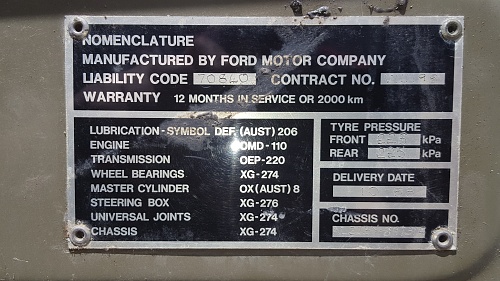 NOMENCLATURE
MANUFACTURED BY FORD MOTOR COMPANY
LIABILITY CODE 70840 CONTRACT NO.
WARRANTY 12 MONTHS IN SERVICE OR 2000 km
LUBRICATION-SYMBOL DEF (AUST) 206
ENGINE OMD-110
TRANSMISSION OEP-220
WHEEL BEARINGS XG-274
MASTER CYLINDER OX(AUST) 8
STEERING BOX XG-276
UNIVERSAL JOINTS XG-274
CHASSIS XG-274
TYRE PRESSURE
FRONT kPa
REAR kPa
DELIVERY DATE
CHASSIS NO.